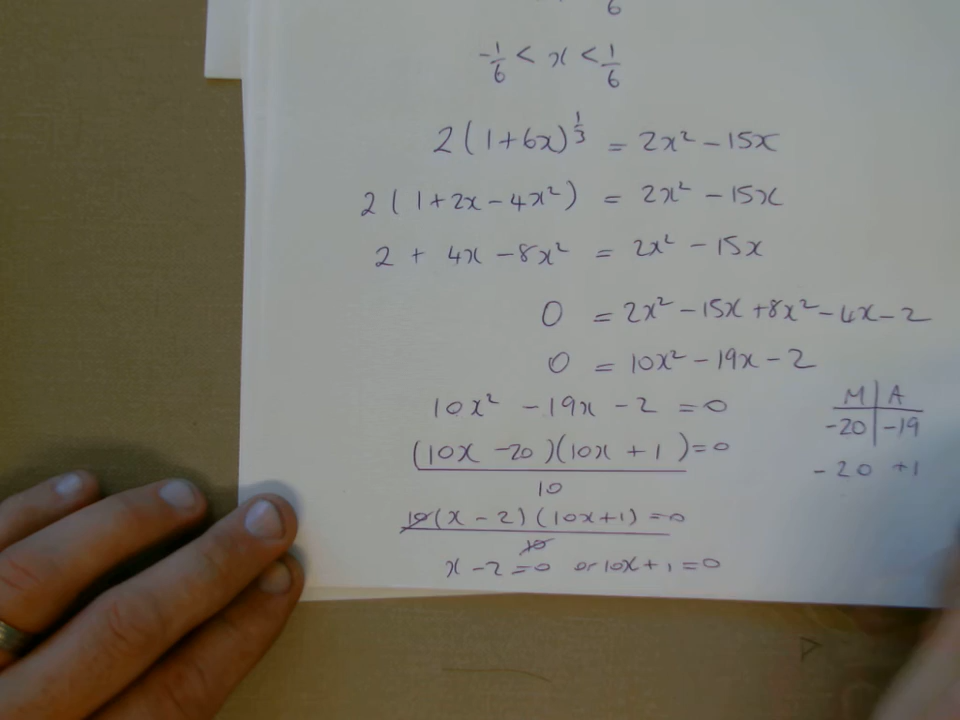 6
-1/6 < x < 1/6
2(1+6x)^1/3 = 2x² - 15x
2(1+2x-4x²) = 2x² - 15x
2 + 4x - 8x² = 2x² - 15x
0 = 2x² - 15x + 8x² - 4x - 2
0 = 10x² - 19x - 2
10x² - 19x - 2 = 0
M | A
-20 | -19
-20 +1
(10x - 20)(10x + 1) = 0
10
10(x - 2)(10x+1) = 0
10
x - 2 = 0 or 10x + 1 = 0